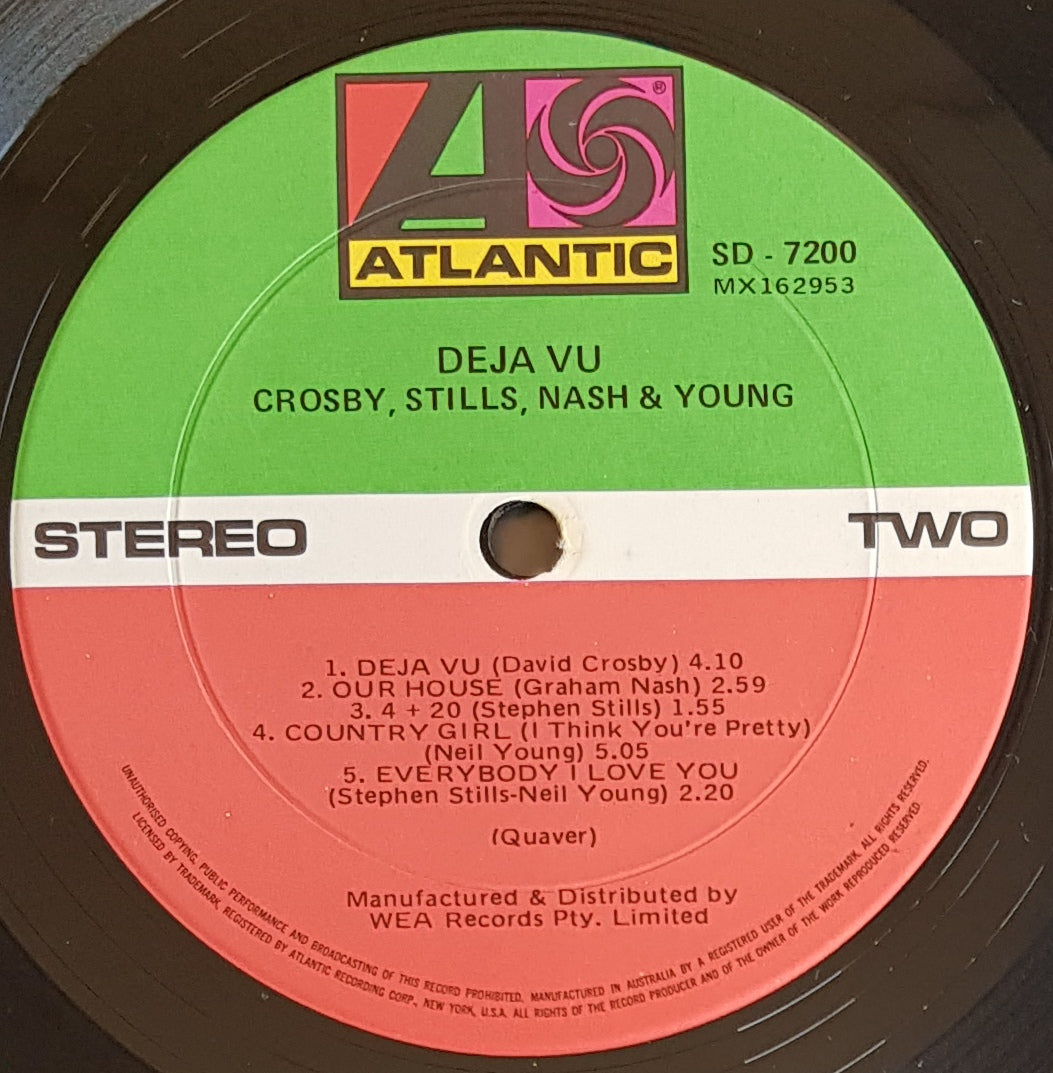 ®
ATLANTIC
SD - 7200
MX162953
DEJA VU
CROSBY, STILLS, NASH & YOUNG
STEREO
TWO
1. DEJA VU (David Crosby) 4.10
2. OUR HOUSE (Graham Nash) 2.59
3. 4 + 20 (Stephen Stills) 1.55
4. COUNTRY GIRL (I Think You're Pretty)
(Neil Young) 5.05
5. EVERYBODY I LOVE YOU
(Stephen Stills-Neil Young) 2.20
(Quaver)
Manufactured & Distributed by
WEA Records Pty. Limited
UNAUTHORISED COPYING, PUBLIC PERFORMANCE AND BROADCASTING OF THIS RECORD PROHIBITED. MANUFACTURED IN AUSTRALIA BY A REGISTERED USER OF THE TRADEMARK. ALL RIGHTS RESERVED.
LICENSED BY TRADEMARK, REGISTERED BY ATLANTIC RECORDING CORP., NEW YORK, U.S.A. ALL RIGHTS OF THE RECORD PRODUCER AND OF THE OWNER OF THE WORK REPRODUCED RESERVED.